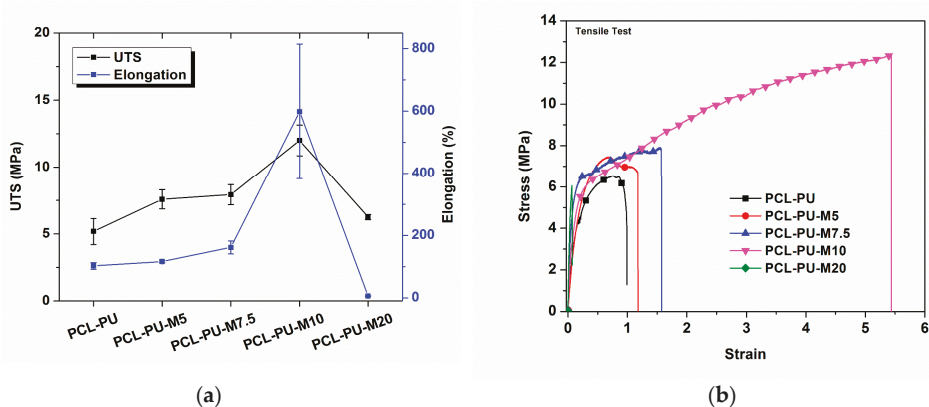 20
15
10
5
0
UTS (MPa)
UTS
Elongation
800
600
400
200
0
Elongation (%)
PCL-PU
PCL-PU-M5
PCL-PU-M7.5
PCL-PU-M10
PCL-PU-M20
(a)
Tensile Test
14
12
10
8
6
4
2
0
Stress (MPa)
PCL-PU
PCL-PU-M5
PCL-PU-M7.5
PCL-PU-M10
PCL-PU-M20
0 1 2 3 4 5 6
Strain
(b)